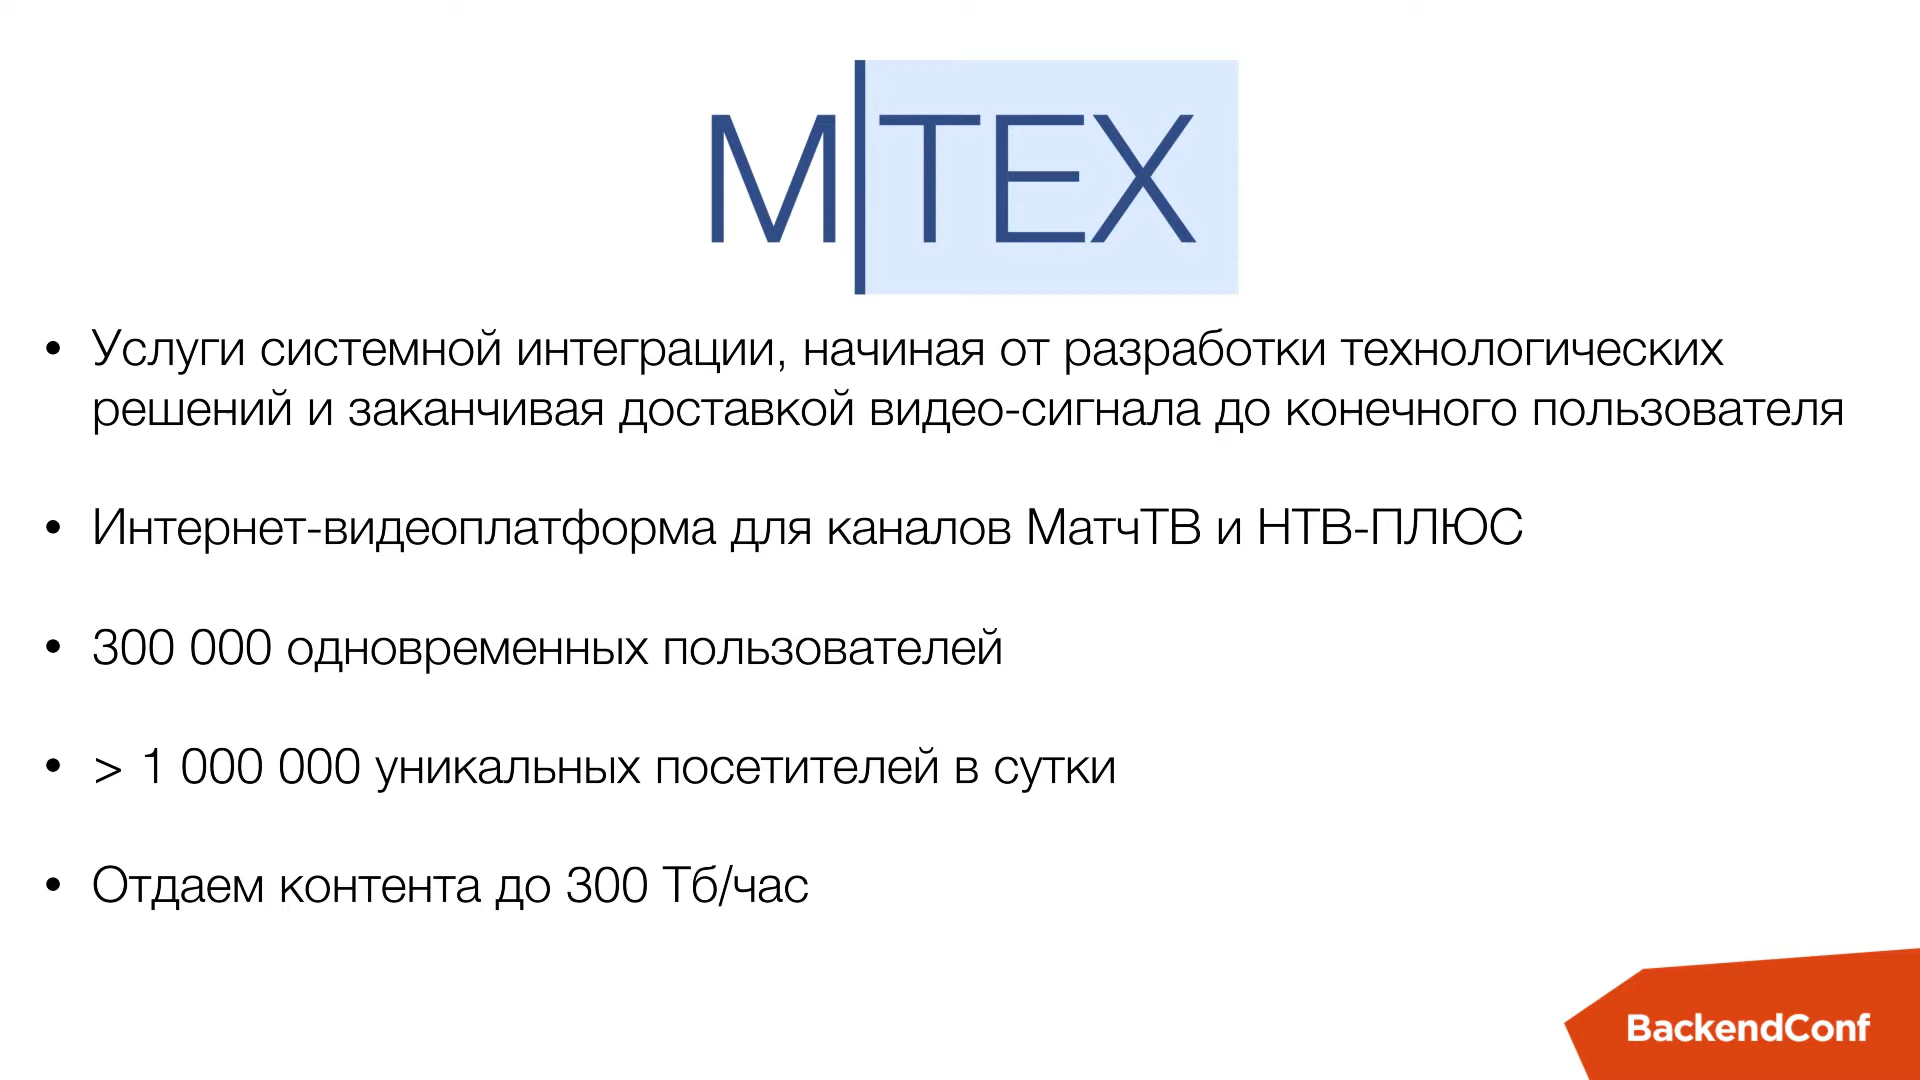 М|ТЕХ
• Услуги системной интеграции, начиная от разработки технологических
решений и заканчивая доставкой видео-сигнала до конечного пользователя
• Интернет-видеоплатформа для каналов МатчТВ и НТВ-ПЛЮС
• 300 000 одновременных пользователей
• > 1 000 000 уникальных посетителей в сутки
• Отдаем контента до 300 Тб/час
BackendConf